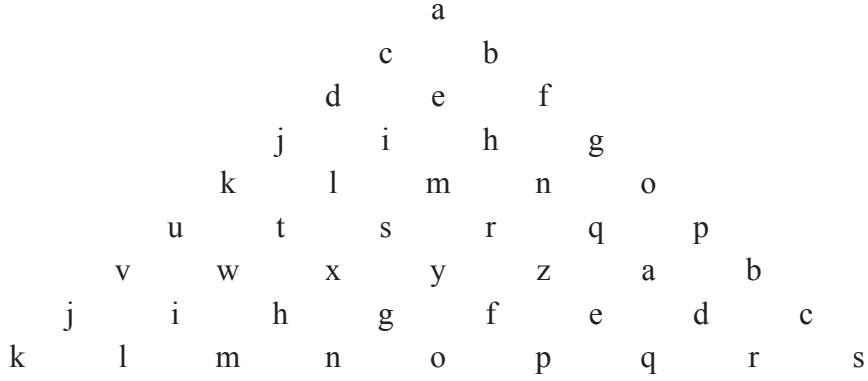 a
c b
d e f
j i h g
k l m n o
u t s r q p
v w x y z a b
j i h g f e d c
k l m n o p q r s